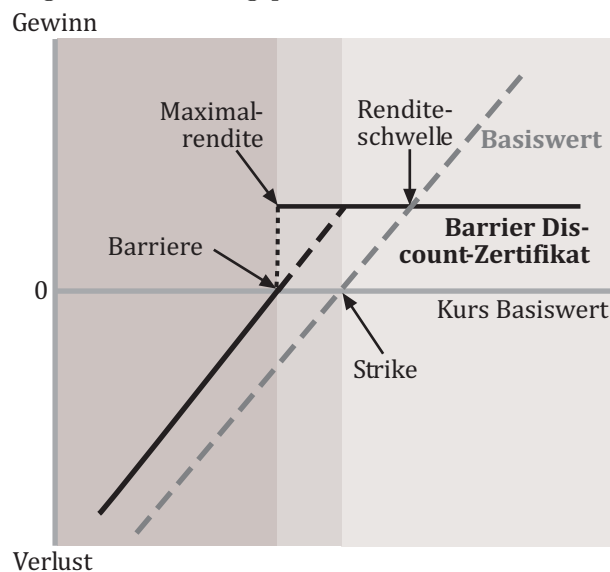 Gewinn
Maximal-
rendite
Rendite-
schwelle
Basiswert
Barriere
Barrier Dis-
count-Zertifikat
0
Kurs Basiswert
Strike
Verlust